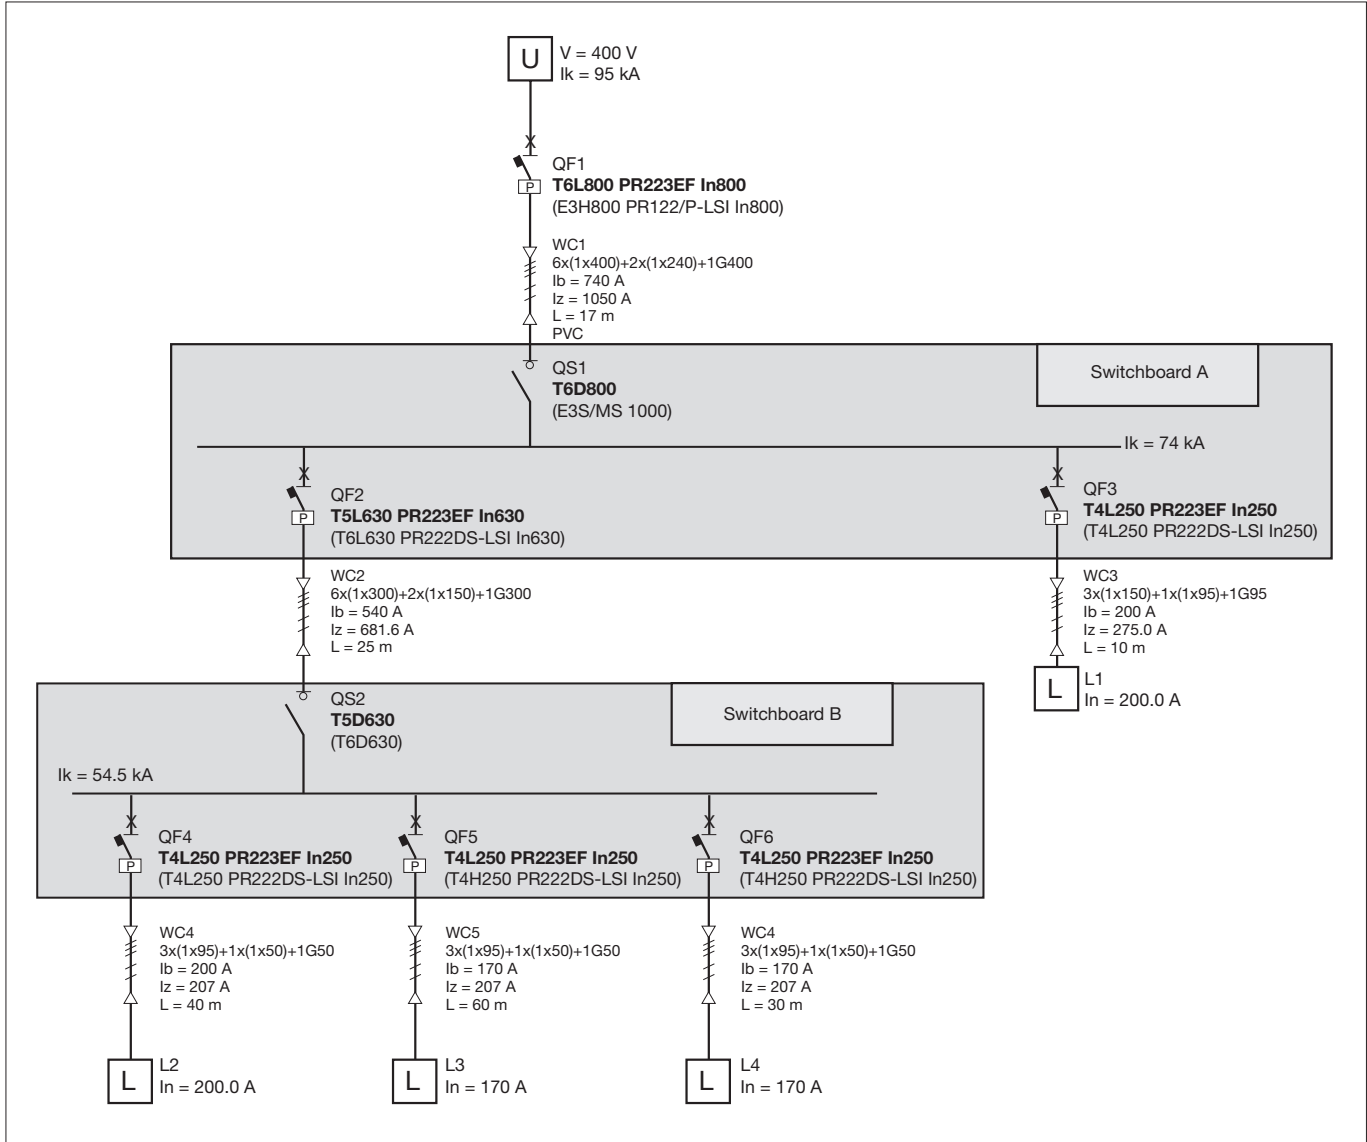 U
V = 400 V
Ik = 95 kA
QF1
T6L800 PR223EF In800
(E3H800 PR122/P-LSI In800)
P
WC1
6x(1x400)+2x(1x240)+1G400
Ib = 740 A
Iz = 1050 A
L = 17 m
PVC
QS1
T6D800
(E3S/MS 1000)
Switchboard A
Ik = 74 kA
QF2
T5L630 PR223EF In630
(T6L630 PR222DS-LSI In630)
P
QF3
T4L250 PR223EF In250
(T4L250 PR222DS-LSI In250)
P
WC2
6x(1x300)+2x(1x150)+1G300
Ib = 540 A
Iz = 681.6 A
L = 25 m
WC3
3x(1x150)+1x(1x95)+1G95
Ib = 200 A
Iz = 275.0 A
L = 10 m
L
L1
In = 200.0 A
QS2
T5D630
(T6D630)
Switchboard B
Ik = 54.5 kA
QF4
T4L250 PR223EF In250
(T4L250 PR222DS-LSI In250)
P
QF5
T4L250 PR223EF In250
(T4H250 PR222DS-LSI In250)
P
QF6
T4L250 PR223EF In250
(T4H250 PR222DS-LSI In250)
P
WC4
3x(1x95)+1x(1x50)+1G50
Ib = 200 A
Iz = 207 A
L = 40 m
WC5
3x(1x95)+1x(1x50)+1G50
Ib = 170 A
Iz = 207 A
L = 60 m
WC4
3x(1x95)+1x(1x50)+1G50
Ib = 170 A
Iz = 207 A
L = 30 m
L
L2
In = 200.0 A
L
L3
In = 170 A
L
L4
In = 170 A